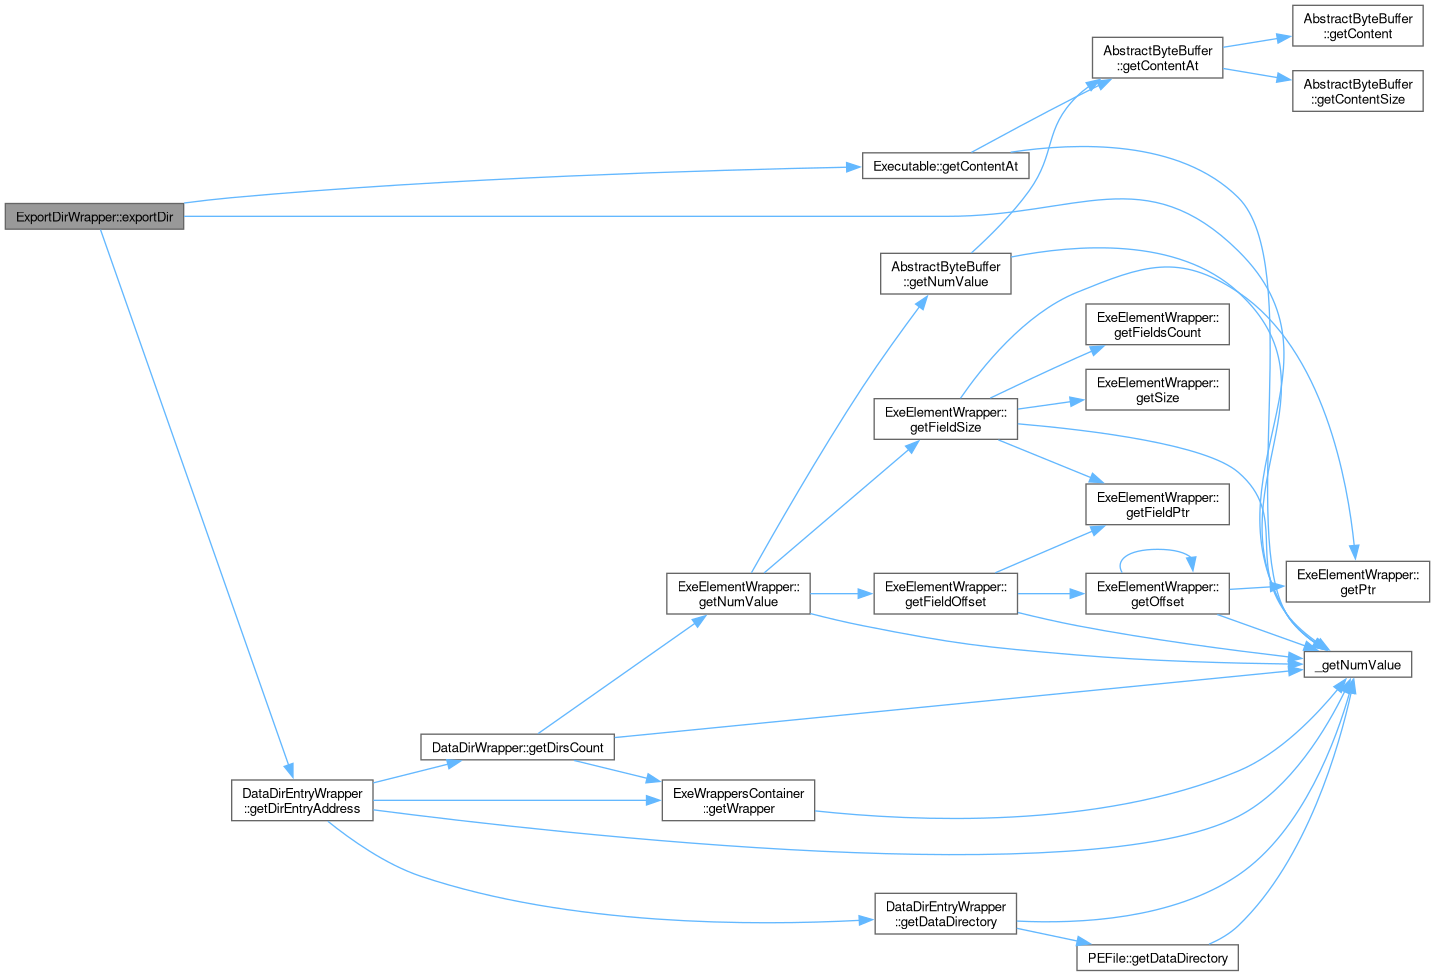 AbstractByteBuffer
::getContent
AbstractByteBuffer
::getContentAt
AbstractByteBuffer
::getContentSize
Executable::getContentAt
ExportDirWrapper::exportDir
AbstractByteBuffer
::getNumValue
ExeElementWrapper::
getFieldsCount
ExeElementWrapper::
getSize
ExeElementWrapper::
getFieldSize
ExeElementWrapper::
getFieldPtr
ExeElementWrapper::
getPtr
ExeElementWrapper::
getNumValue
ExeElementWrapper::
getFieldOffset
ExeElementWrapper::
getOffset
_getNumValue
DataDirWrapper::getDirsCount
DataDirEntryWrapper
::getDirEntryAddress
ExeWrappersContainer
::getWrapper
DataDirEntryWrapper
::getDataDirectory
PEFile::getDataDirectory